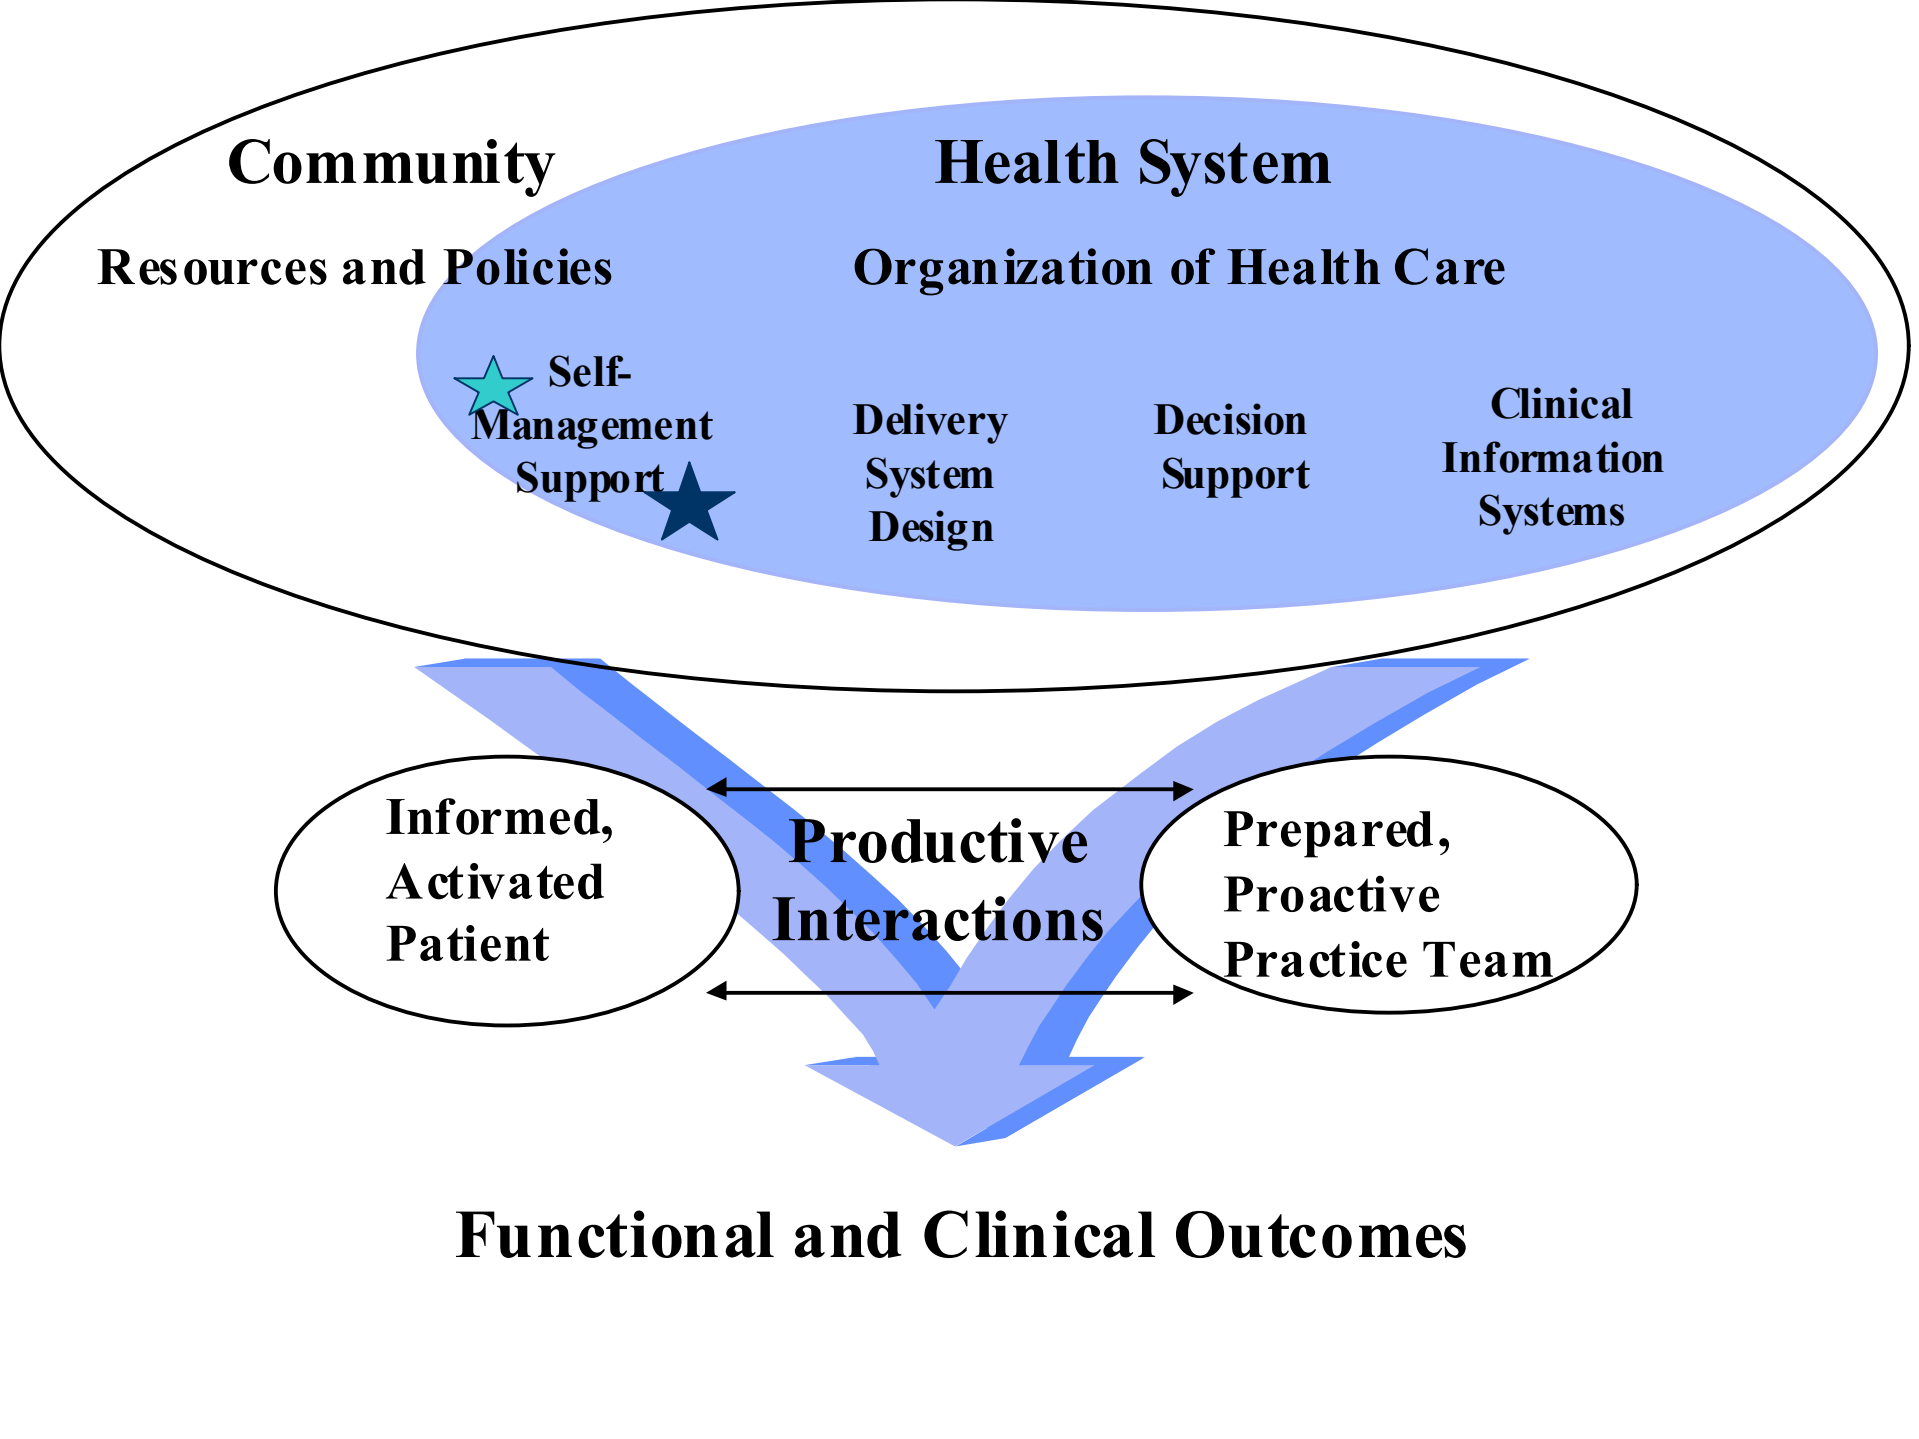 Community
Health System
Resources and Policies
Organization of Health Care
Self-
Management
Support
Delivery
System
Design
Decision
Support
Clinical
Information
Systems
Informed,
Activated
Patient
Productive
Interactions
Prepared,
Proactive
Practice Team
Functional and Clinical Outcomes